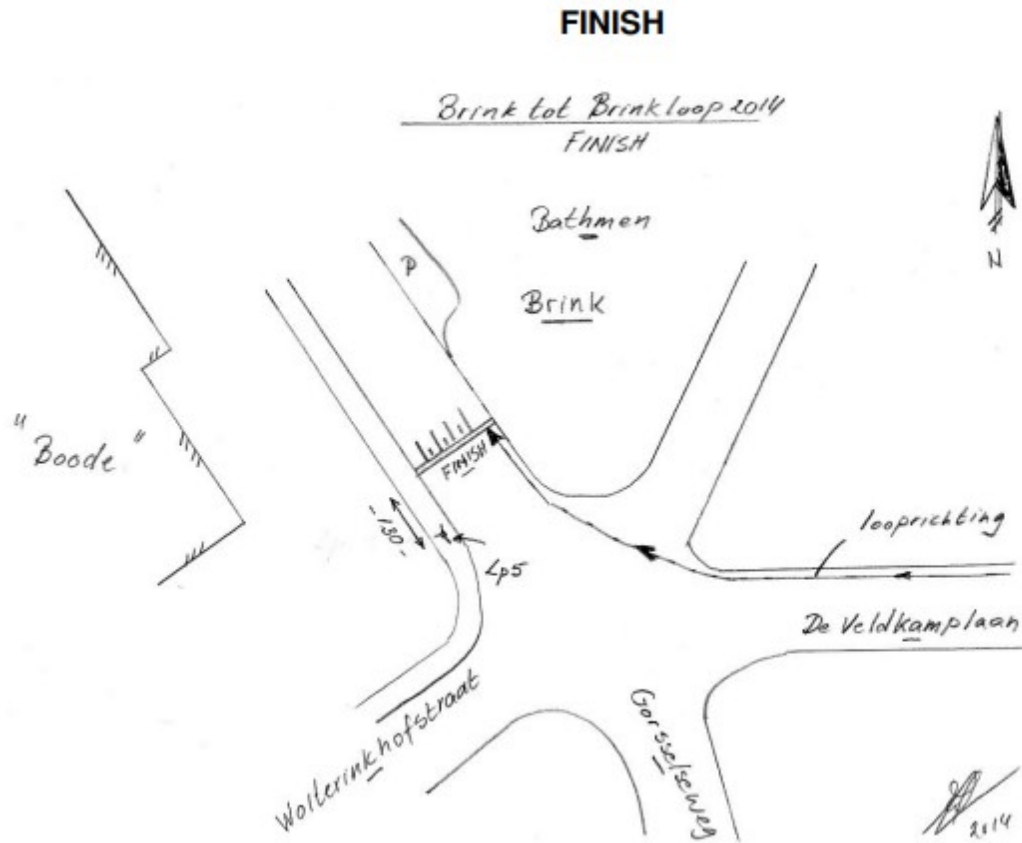 FINISH
Brink tot Brinkloop 2014
FINISH
Bathmen
N
P
Brink
"Boode"
FINISH
-130-
Lp5
looprichting
De Veldkamplaan
Gorsselseweg
Wolterinkhofstraat
2014